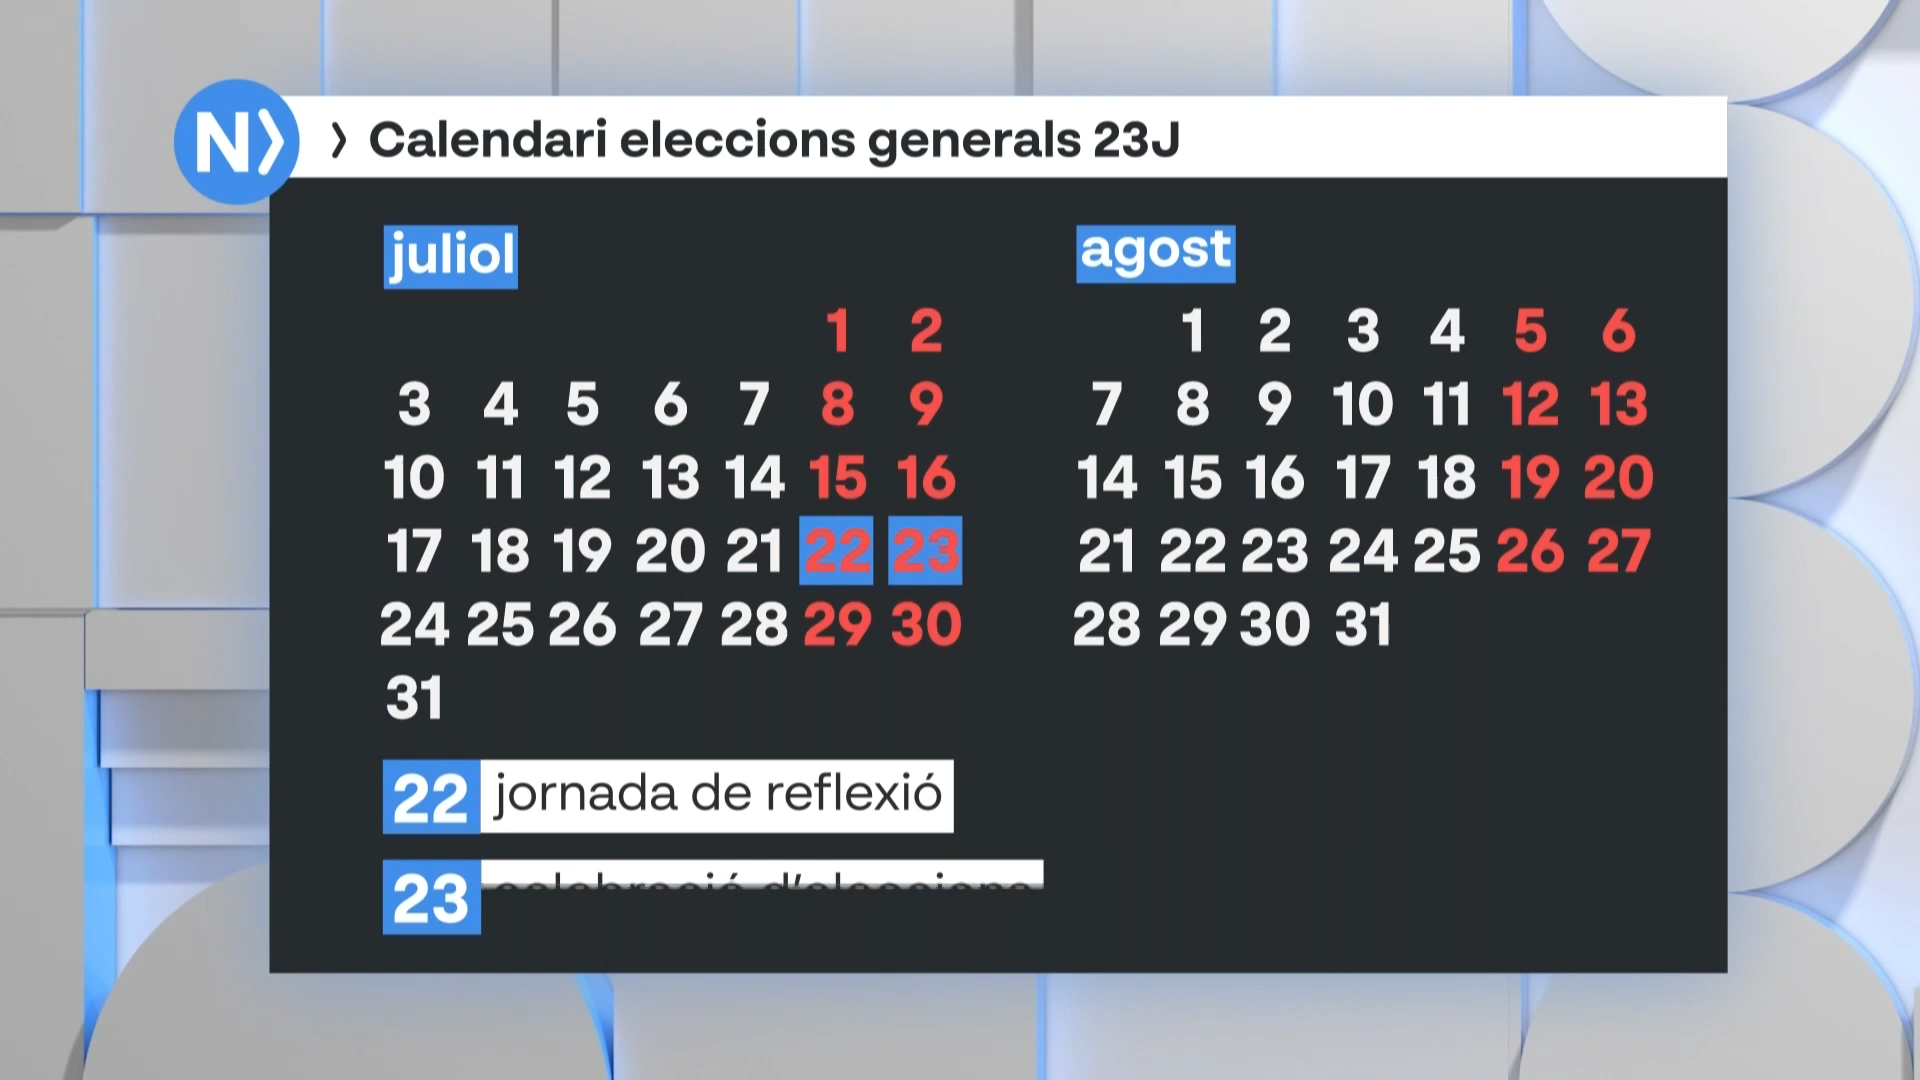 N>
> Calendari eleccions generals 23J
juliol
1 2
3 4 5 6 7 8 9
10 11 12 13 14 15 16
17 18 19 20 21 22 23
24 25 26 27 28 29 30
31
agost
1 2 3 4 5 6
7 8 9 10 11 12 13
14 15 16 17 18 19 20
21 22 23 24 25 26 27
28 29 30 31
22 jornada de reflexió
23 celebració d'eleccions